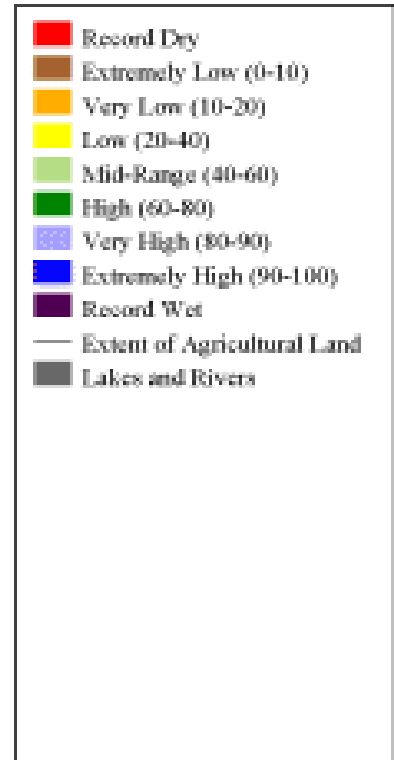 Record Dry
Extremely Low (0-10)
Very Low (10-20)
Low (20-40)
Mid-Range (40-60)
High (60-80)
Very High (80-90)
Extremely High (90-100)
Record Wet
Extent of Agricultural Land
Lakes and Rivers